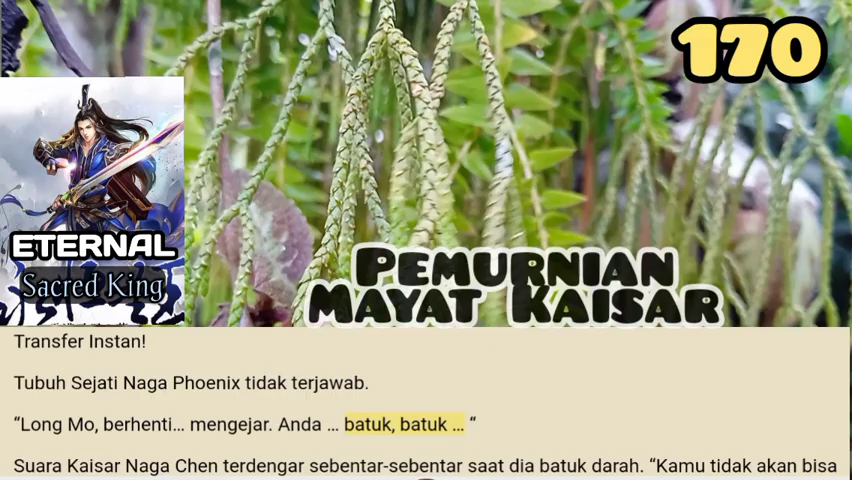 170
ETERNAL
Sacred King
PEMURNIAN
MAYAT KAISAR
Transfer Instan!
Tubuh Sejati Naga Phoenix tidak terjawab.
“Long Mo, berhenti… mengejar. Anda … batuk, batuk … “
Suara Kaisar Naga Chen terdengar sebentar-sebentar saat dia batuk darah. “Kamu tidak akan bisa